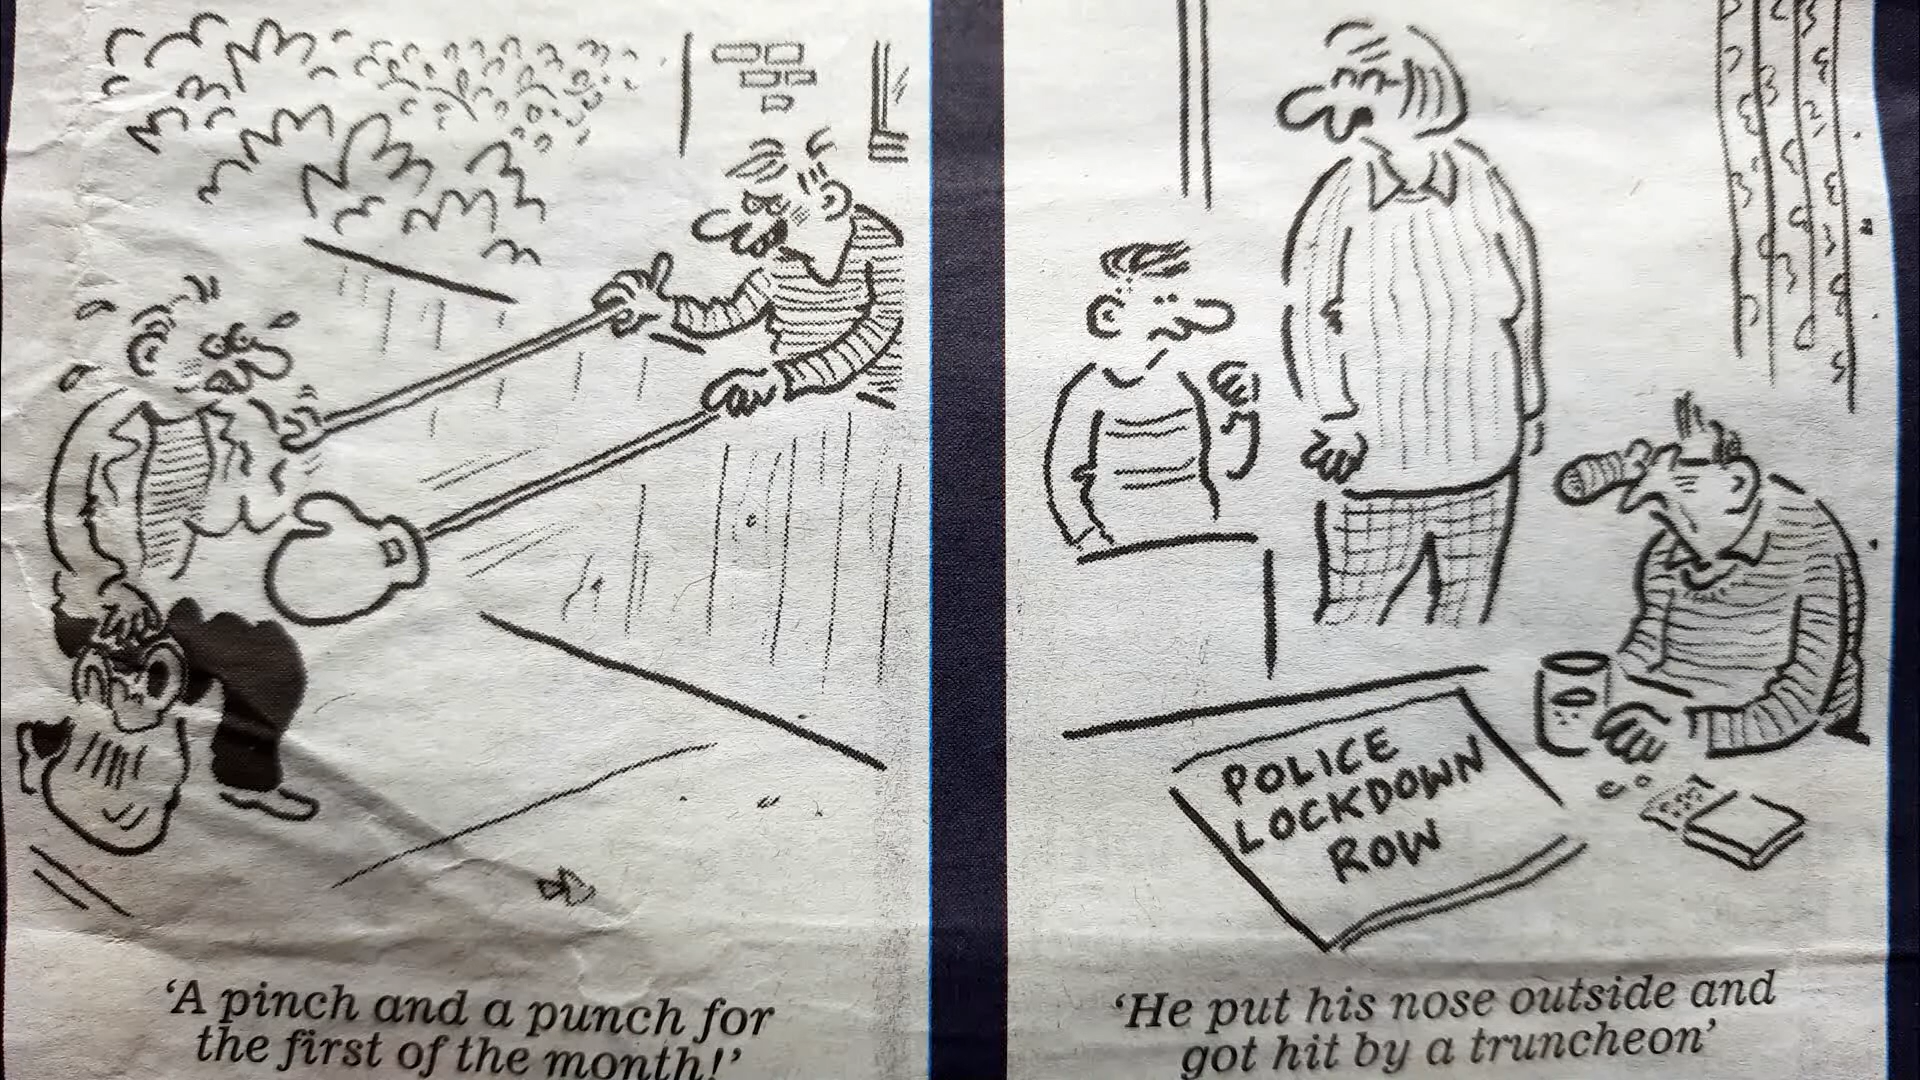 ‘A pinch and a punch for
the first of the month!’
POLICE
LOCKDOWN
ROW
‘He put his nose outside and
got hit by a truncheon’